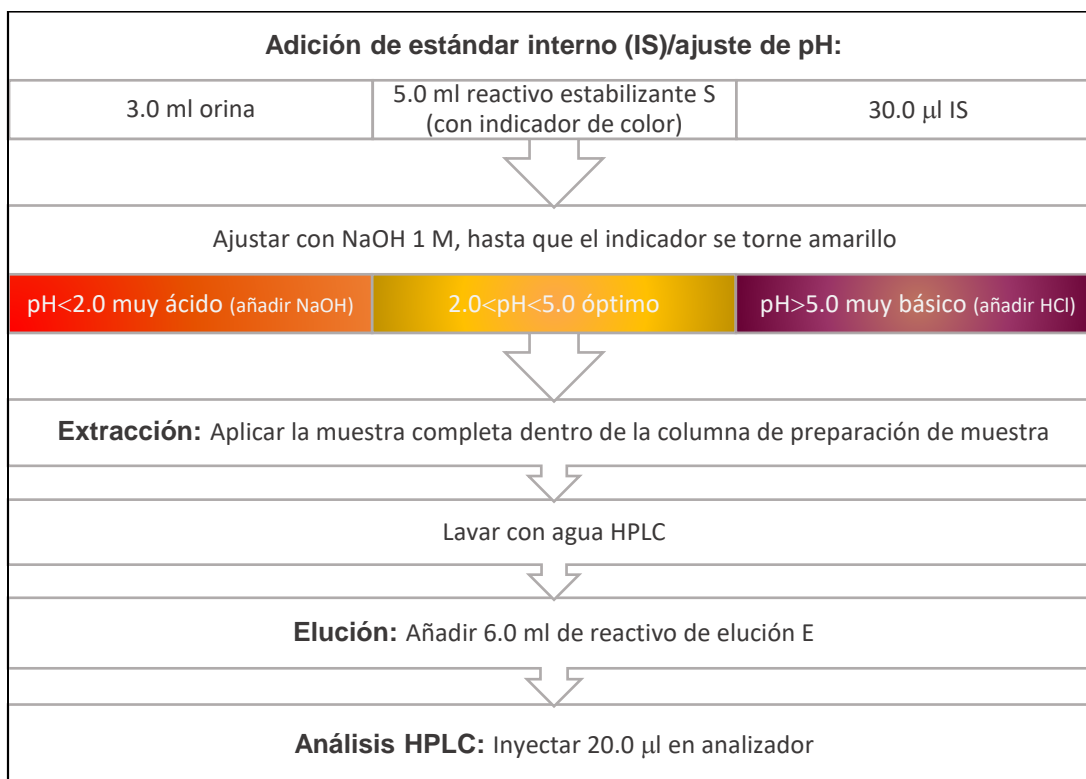 Adición de estándar interno (IS)/ajuste de pH:
3.0 ml orina
5.0 ml reactivo estabilizante S
(con indicador de color)
30.0 µl IS
Ajustar con NaOH 1 M, hasta que el indicador se torne amarillo
pH<2.0 muy ácido (añadir NaOH)
2.0<pH<5.0 óptimo
pH>5.0 muy básico (añadir HCl)
Extracción: Aplicar la muestra completa dentro de la columna de preparación de muestra
Lavar con agua HPLC
Elución: Añadir 6.0 ml de reactivo de elución E
Análisis HPLC: Inyectar 20.0 µl en analizador